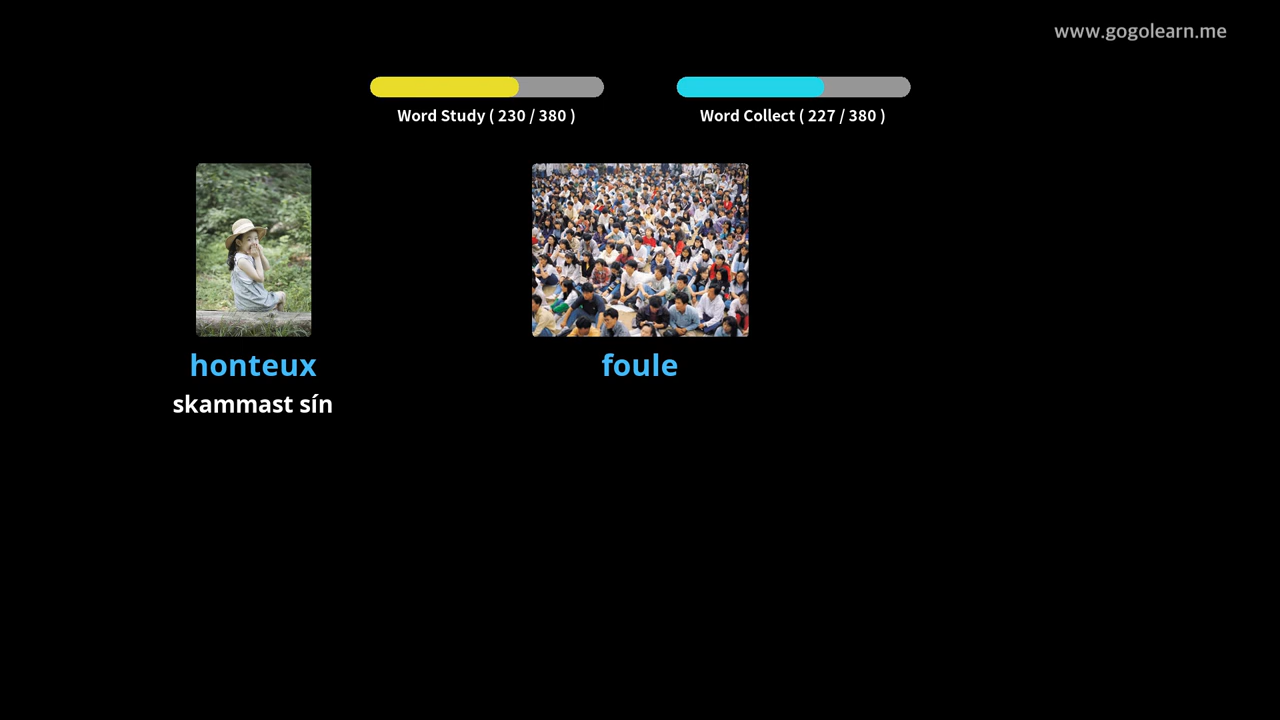 www.gogolearn.me
Word Study ( 230 / 380 )
Word Collect ( 227 / 380 )
honteux
foule
skammast sín